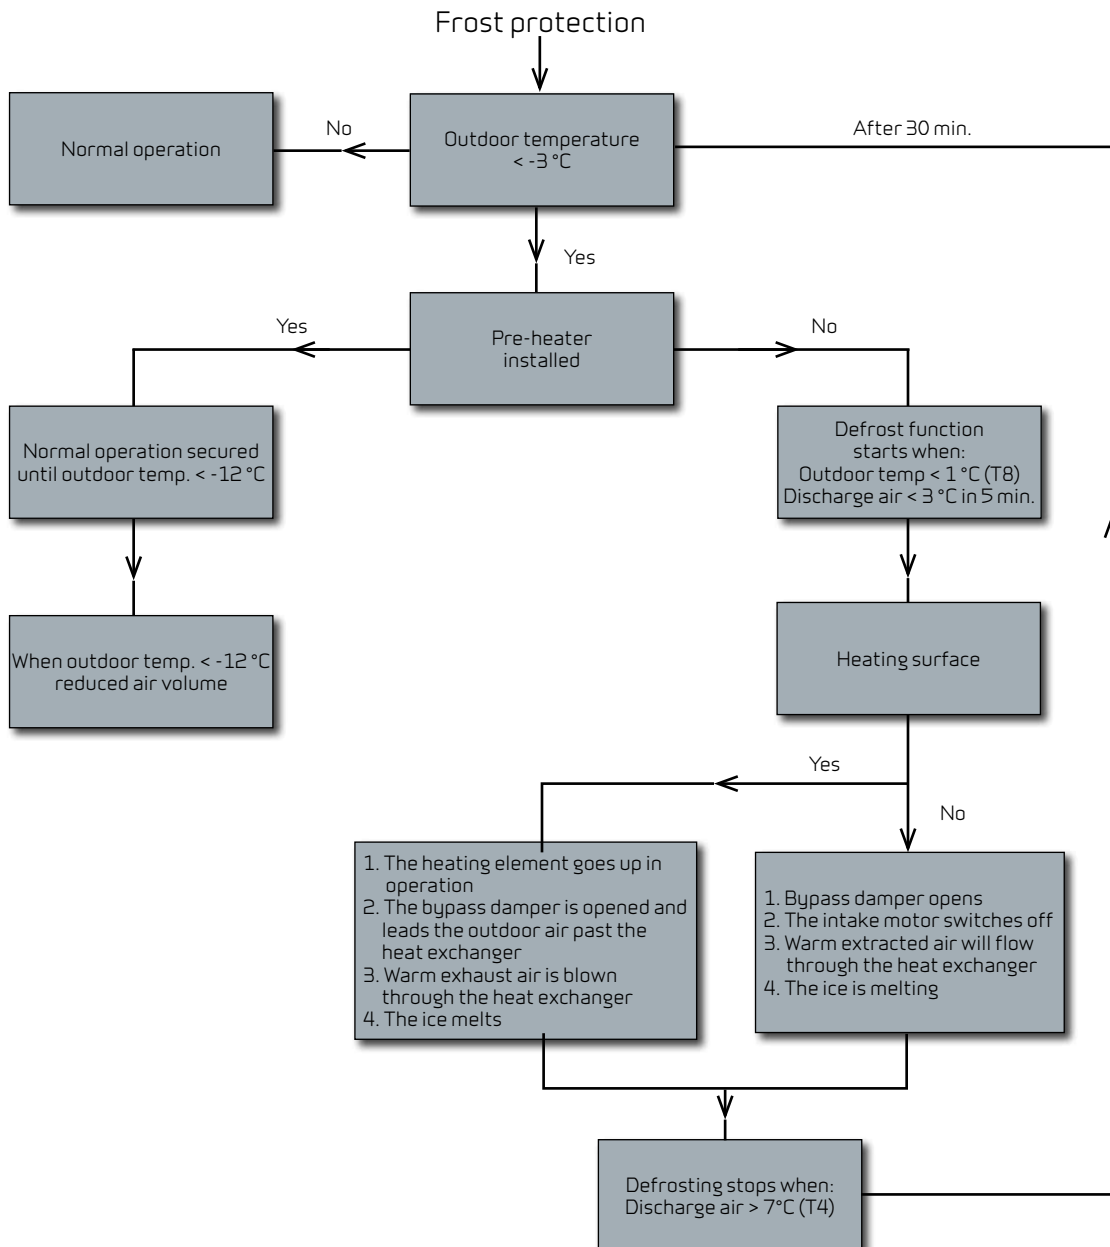 Frost protection
Normal operation
No
Outdoor temperature
< -3 °C
After 30 min.
Yes
Yes
Pre-heater
installed
No
Normal operation secured
until outdoor temp. < -12 °C
Defrost function
starts when:
Outdoor temp < 1 °C (T8)
Discharge air < 3 °C in 5 min.
When outdoor temp. < -12 °C
reduced air volume
Heating surface
Yes
No
1. The heating element goes up in
operation
2. The bypass damper is opened and
leads the outdoor air past the
heat exchanger
3. Warm exhaust air is blown
through the heat exchanger
4. The ice melts
1. Bypass damper opens
2. The intake motor switches off
3. Warm extracted air will flow
through the heat exchanger
4. The ice is melting
Defrosting stops when:
Discharge air > 7°C (T4)